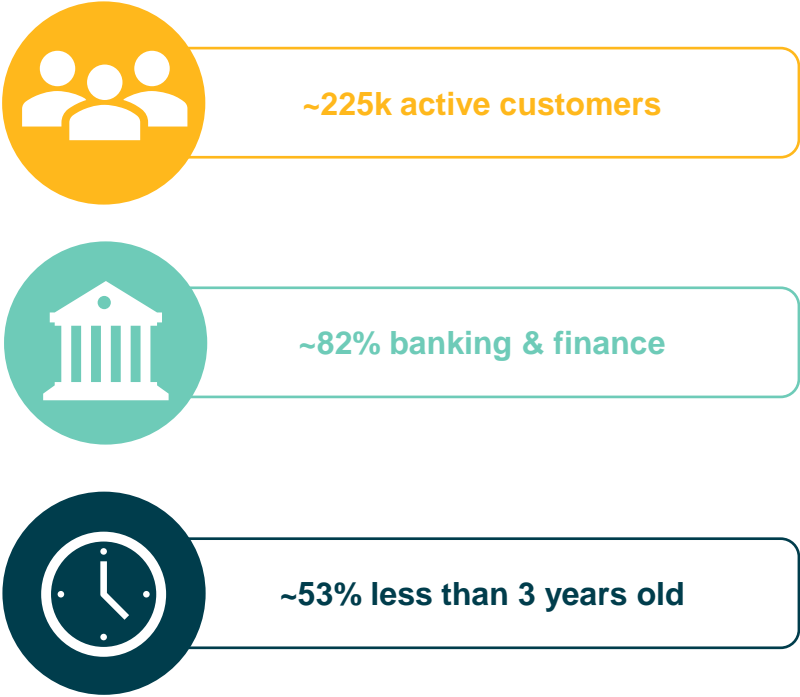 ~225k active customers
~82% banking & finance
~53% less than 3 years old